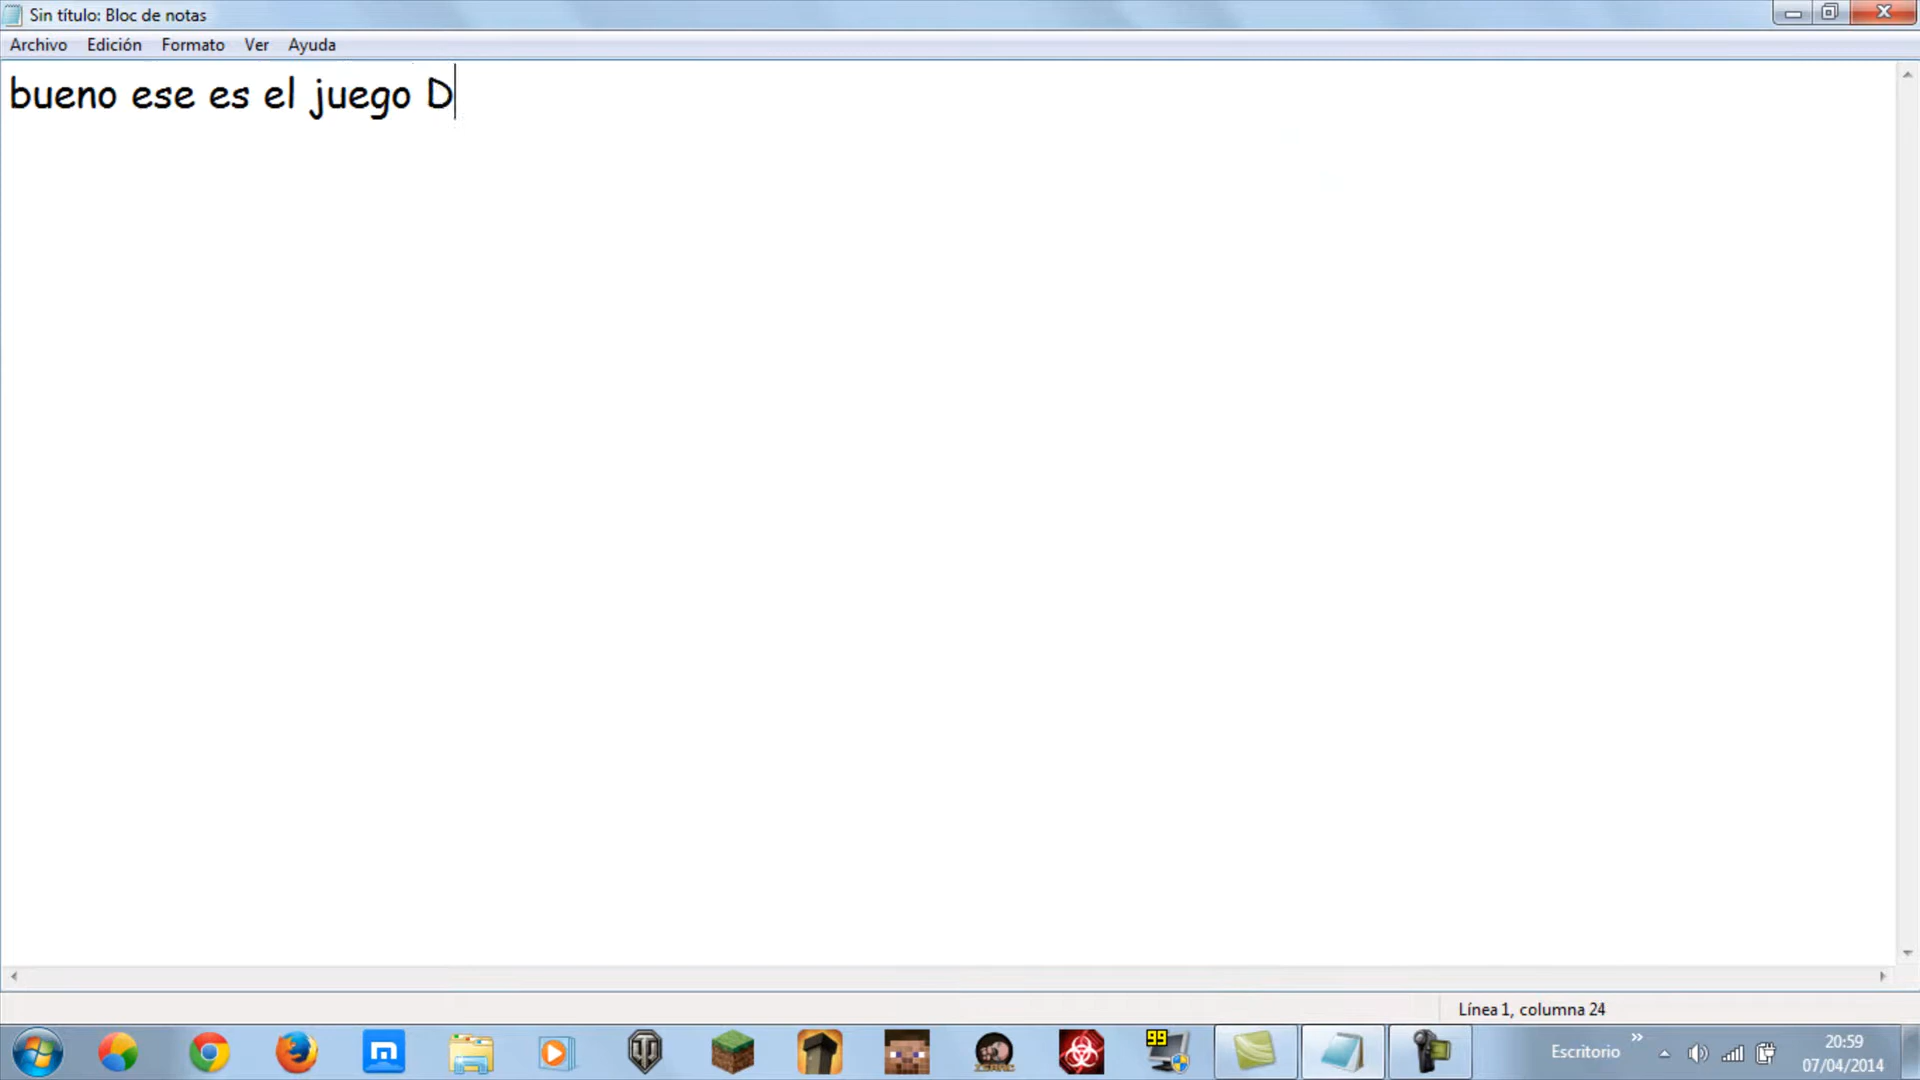 Sin título: Bloc de notas
Archivo Edición Formato Ver Ayuda
bueno ese es el juego D
Línea 1, columna 24
99
Escritorio
20:59
07/04/2014